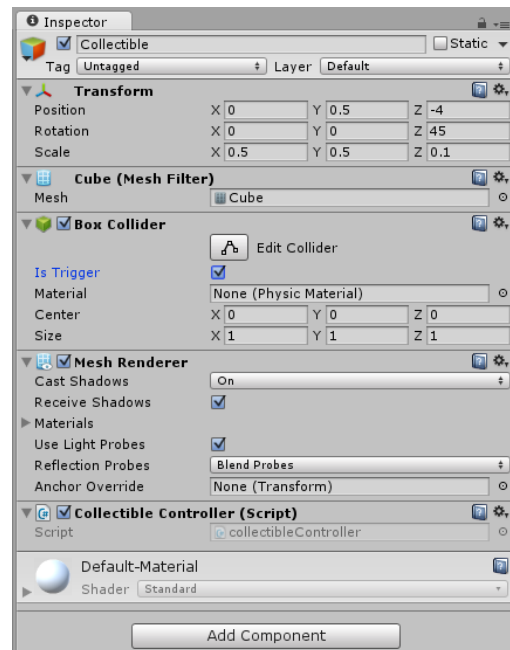 Inspector
Collectible Static
Tag Untagged Layer Default
Transform
Position X 0 Y 0.5 Z -4
Rotation X 0 Y 0 Z 45
Scale X 0.5 Y 0.5 Z 0.1
Cube (Mesh Filter)
Mesh Cube
Box Collider
Edit Collider
Is Trigger
Material None (Physic Material)
Center X 0 Y 0 Z 0
Size X 1 Y 1 Z 1
Mesh Renderer
Cast Shadows On
Receive Shadows
Materials
Use Light Probes
Reflection Probes Blend Probes
Anchor Override None (Transform)
Collectible Controller (Script)
Script collectibleController
Default-Material
Shader Standard
Add Component